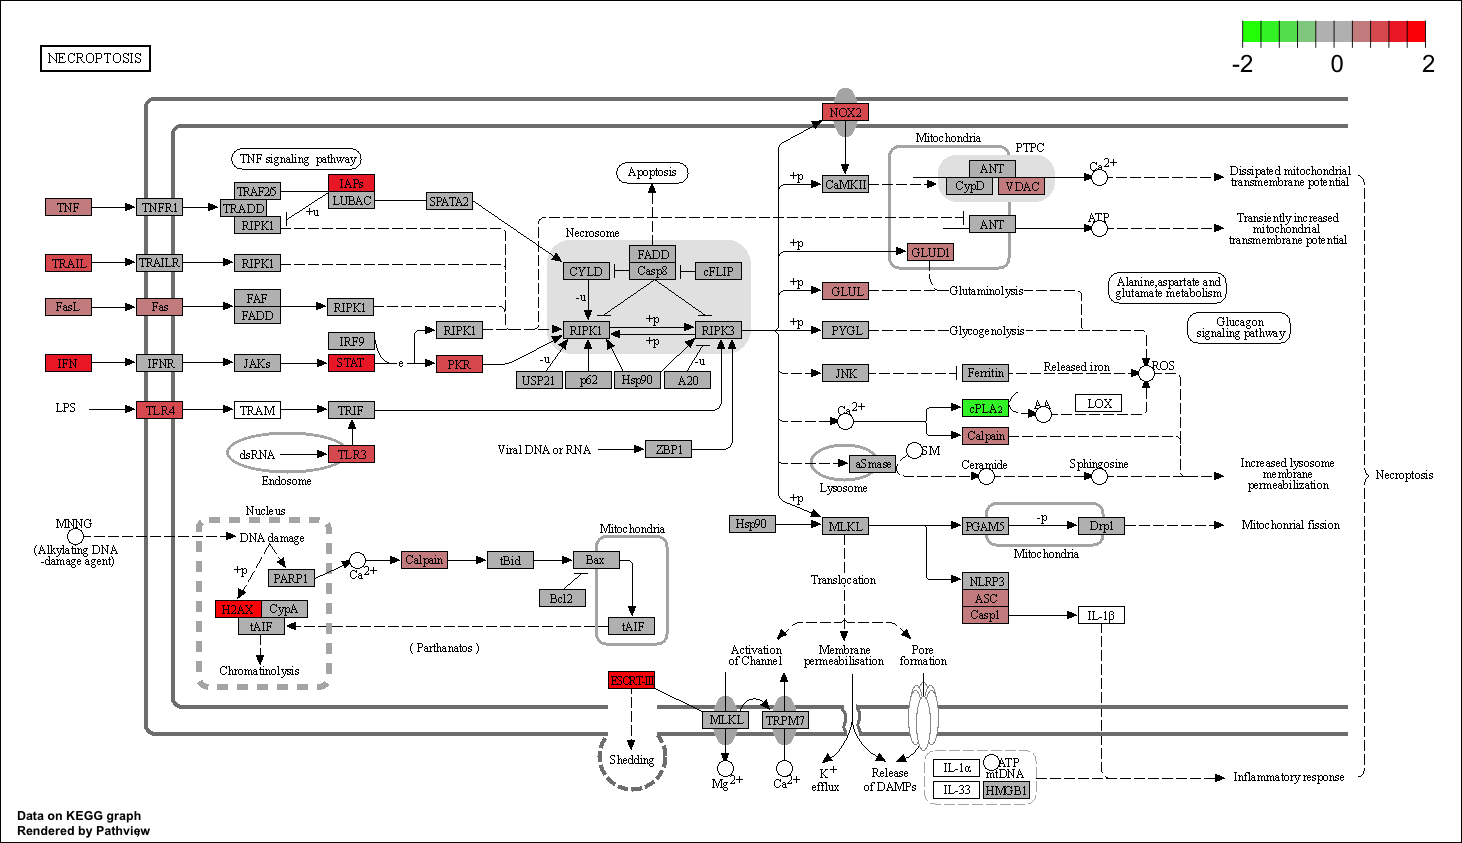 NECROPTOSIS
-2
0
2
NOX2
Mitochondria
PTPC
TNF signaling pathway
Apoptosis
ANT
CypD
VDAC
Ca2+
Dissipated mitochondrial
transmembrane potential
CaMKII
+p
IAPs
LUBAC
TRAF2/5
TRADD
RIPK1
+u
SPATA2
TNF
TNFR1
Necrosome
ANT
ATP
Transiently increased
mitochondrial
transmembrane potential
+p
GLUD1
FADD
Casp8
CYLD
cFLIP
TRAIL
TRAILR
RIPK1
-u
+p
GLUL
Glutaminolysis
Alanine,aspartate and
glutamate metabolism
FasL
Fas
FAF
FADD
RIPK1
RIPK1
RIPK1
+p
+p
RIPK3
+p
PYGL
Glycogenolysis
Glucagon
signaling pathway
IRF9
IFN
IFNR
JAKs
STAT
e
PKR
-u
-u
USP21
p62
Hsp90
A20
+p
JNK
Ferritin
Released iron
ROS
LPS
TLR4
TRAM
TRIF
Ca2+
cPLA2
AA
LOX
Calpain
dsRNA
TLR3
Endosome
Viral DNA or RNA
ZBP1
aSmase
Lysosome
SM
Ceramide
Sphingosine
Increased lysosome
membrane
permeabilization
Necroptosis
+p
Hsp90
MLKL
PGAM5
-p
Drp1
Mitochondria
Mitochonrial fission
MNNG
(Alkylating DNA
-damage agent)
Nucleus
DNA damage
+p
PARP1
Ca2+
Calpain
tBid
Bax
Bcl2
Mitochondria
tAIF
H2AX
CypA
tAIF
Chromatinolysis
( Parthanatos )
Translocation
NLRP3
ASC
Casp1
IL-1β
Activation
of Channel
Membrane
permeabilisation
Pore
formation
ESCRT-III
Shedding
MLKL
TRPM7
Mg2+
Ca2+
K+
efflux
Release
of DAMPs
IL-1α
ATP
mtDNA
IL-33
HMGB1
Inflammatory response
Data on KEGG graph
Rendered by Pathview